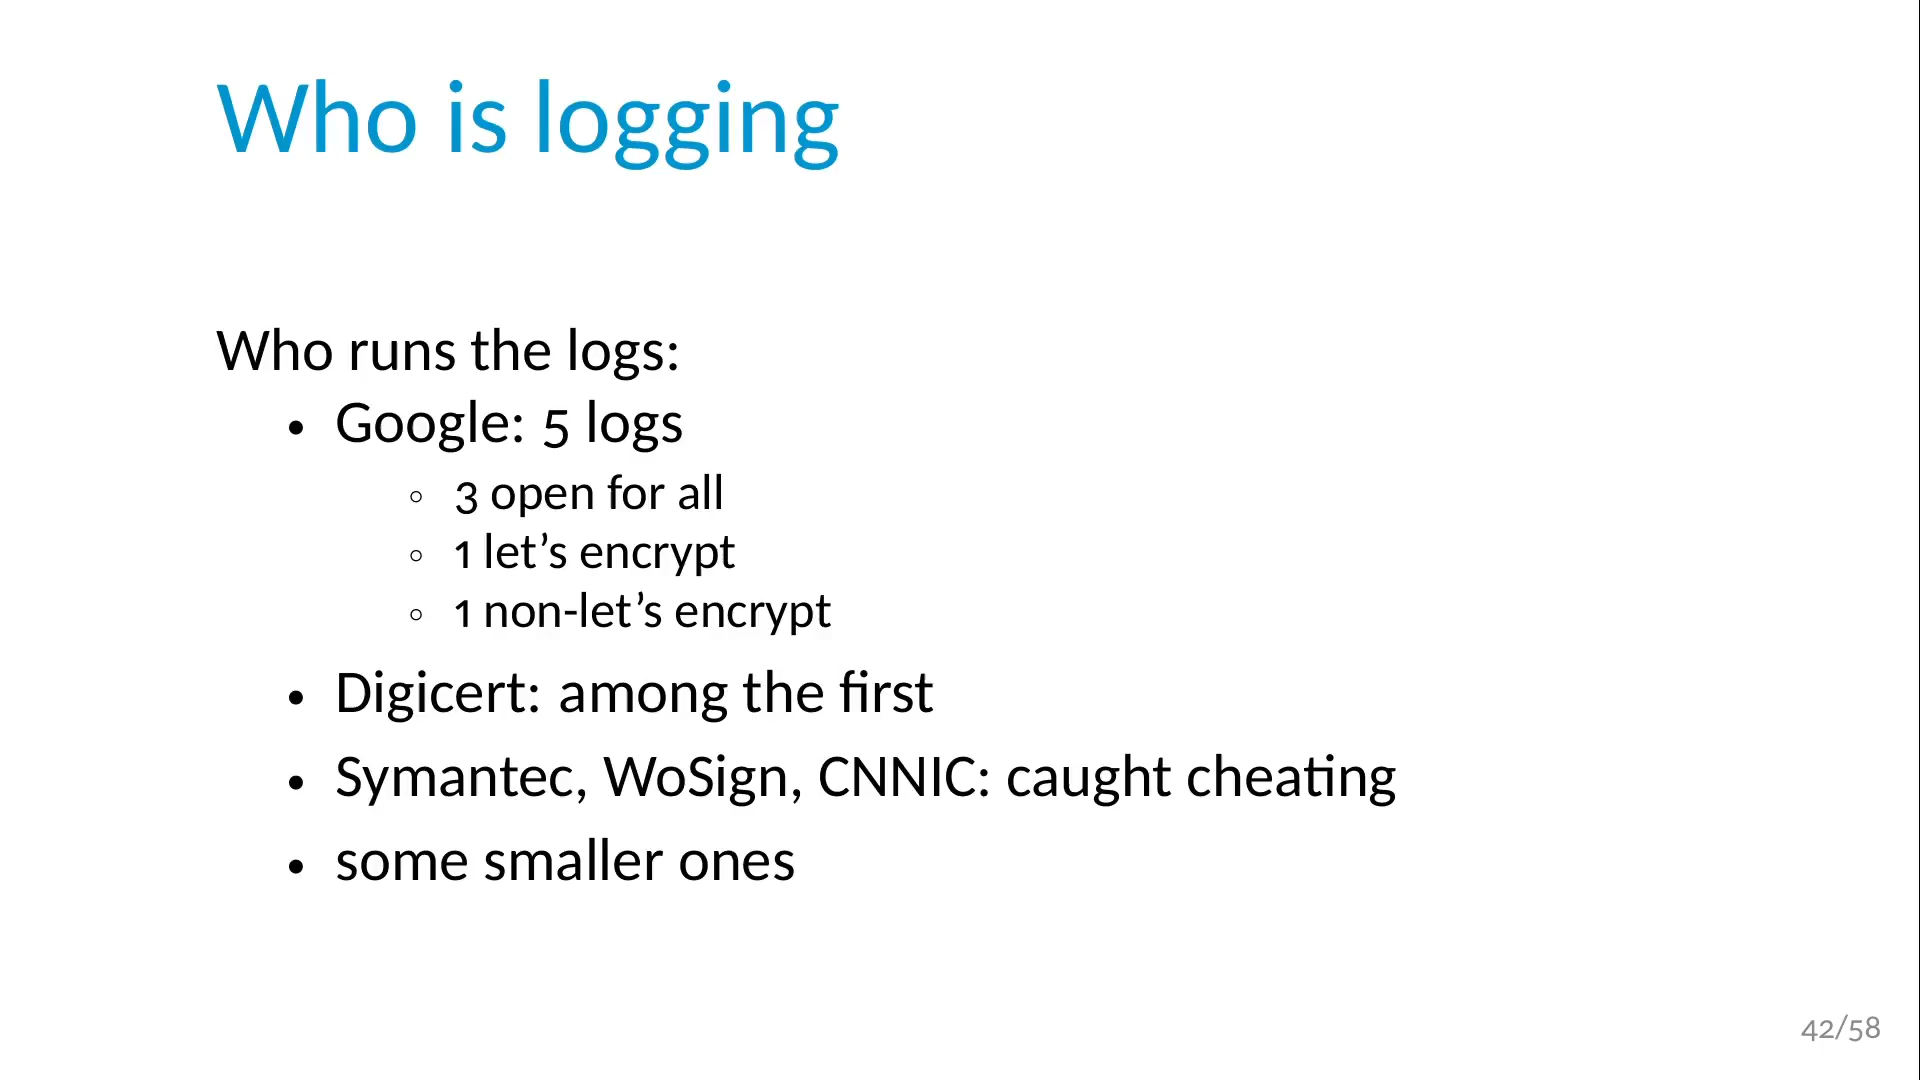 Who is logging
Who runs the logs:
• Google: 5 logs
◦ 3 open for all
◦ 1 let’s encrypt
◦ 1 non-let’s encrypt
• Digicert: among the first
• Symantec, WoSign, CNNIC: caught cheating
• some smaller ones
42/58